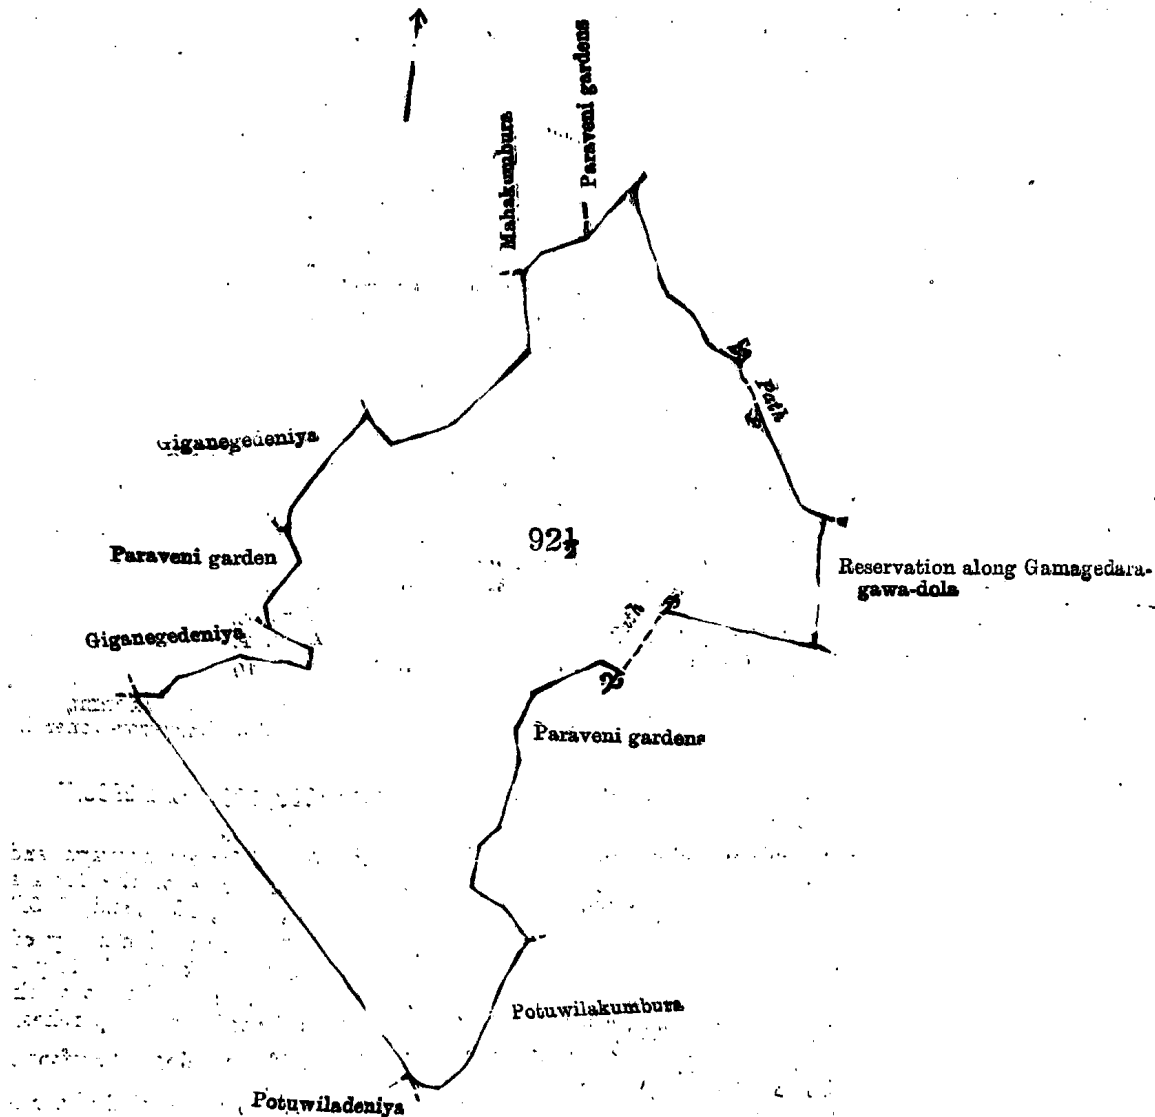 Paraveni gardens
Mahakumbura
Path
Giganegedeniya
92½
Paraveni garden
Reservation along Gamagedara-
gawa-dola
Giganegedeniya
Paraveni gardens
Potuwilakumbura
Potuwiladeniya